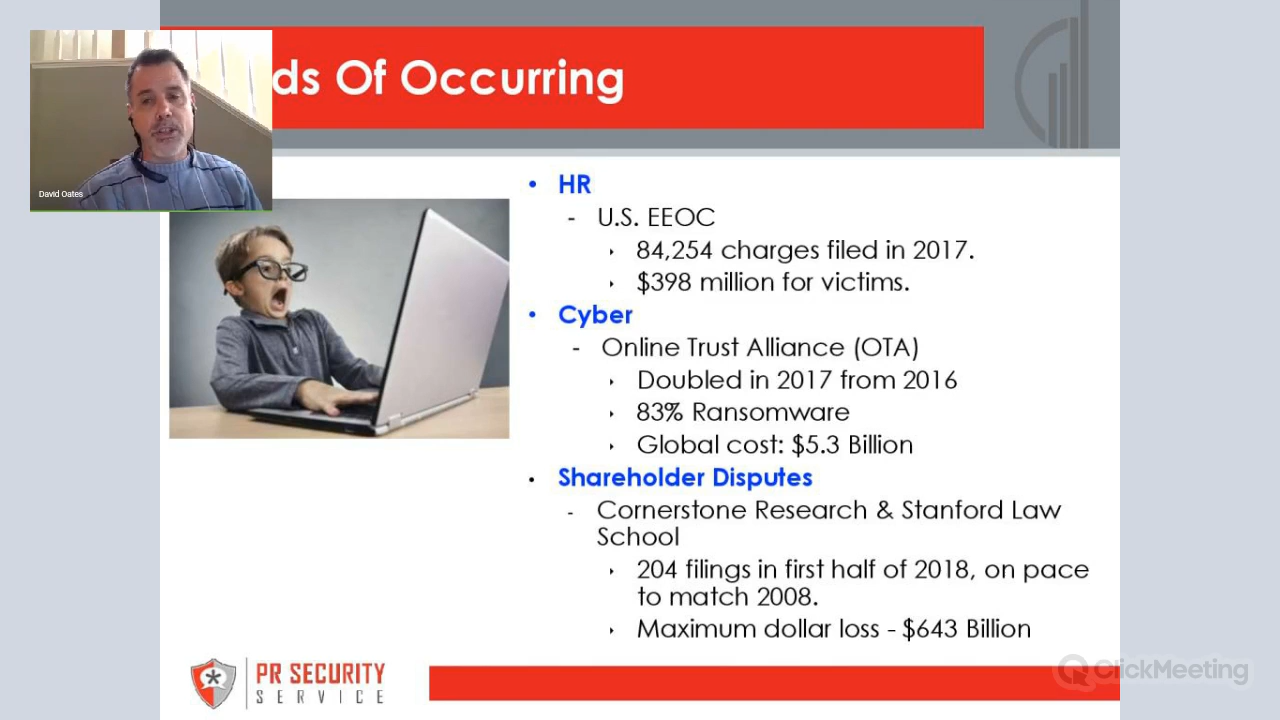 ds Of Occurring
David Oates
• HR
- U.S. EEOC
‣ 84,254 charges filed in 2017.
‣ $398 million for victims.
• Cyber
- Online Trust Alliance (OTA)
‣ Doubled in 2017 from 2016
‣ 83% Ransomware
‣ Global cost: $5.3 Billion
• Shareholder Disputes
- Cornerstone Research & Stanford Law
School
‣ 204 filings in first half of 2018, on pace
to match 2008.
‣ Maximum dollar loss - $643 Billion
PR SECURITY
SERVICE
ClickMeeting